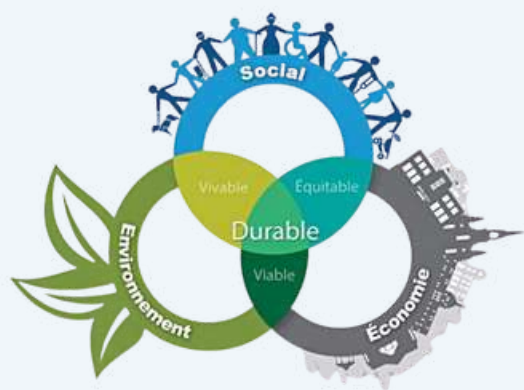 Social
Vivable
Équitable
Durable
Viable
Environnement
Économie